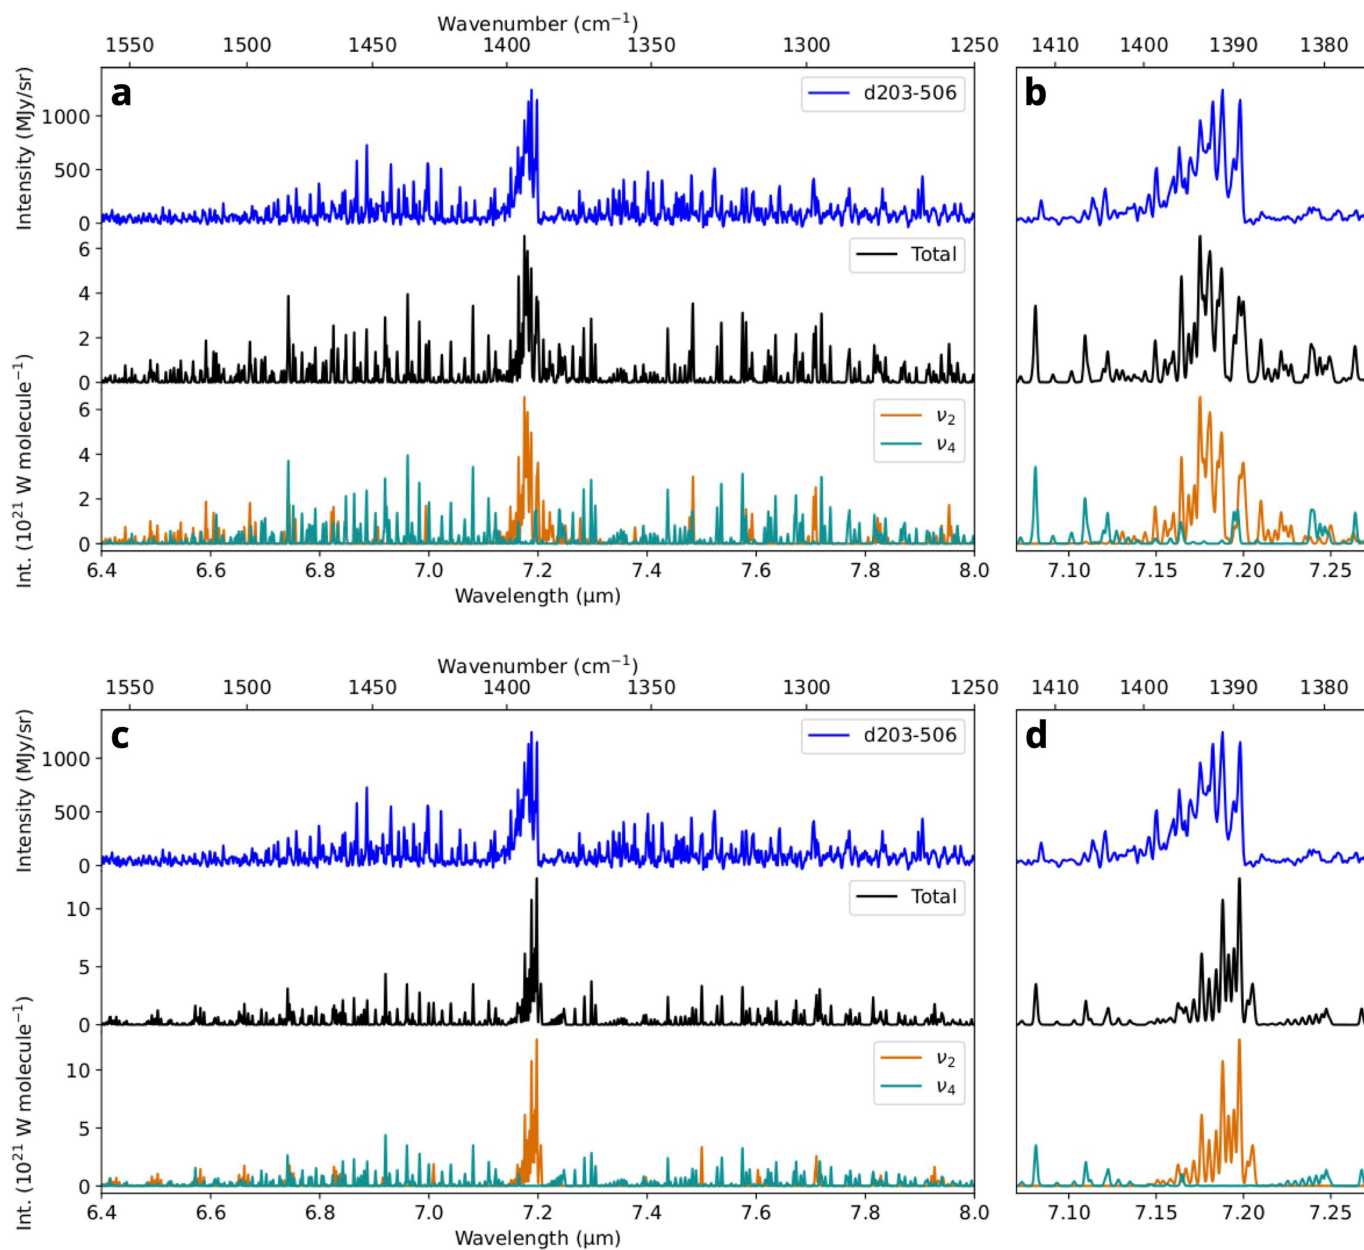 Wavenumber (cm⁻¹)
1550 1500 1450 1400 1350 1300 1250
1410 1400 1390 1380
a
b
d203-506
Intensity (MJy/sr)
1000
500
0
Total
6
4
2
0
Int. (10²¹ W molecule⁻¹)
ν₂
ν₄
6
4
2
0
6.4 6.6 6.8 7.0 7.2 7.4 7.6 7.8 8.0
7.10 7.15 7.20 7.25
Wavelength (μm)
Wavenumber (cm⁻¹)
1550 1500 1450 1400 1350 1300 1250
1410 1400 1390 1380
c
d
d203-506
Intensity (MJy/sr)
1000
500
0
Total
10
5
0
Int. (10²¹ W molecule⁻¹)
ν₂
ν₄
10
5
0
6.4 6.6 6.8 7.0 7.2 7.4 7.6 7.8 8.0
7.10 7.15 7.20 7.25
Wavelength (μm)